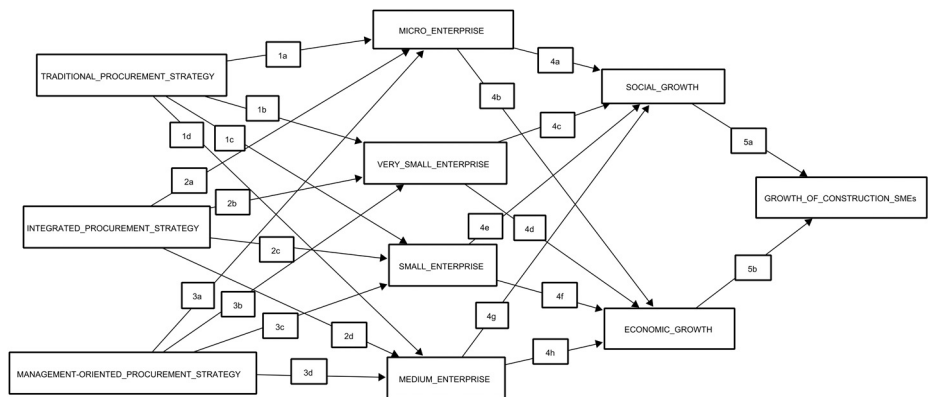 MICRO_ENTERPRISE
1a
4a
TRADITIONAL_PROCUREMENT_STRATEGY
SOCIAL_GROWTH
4b
1b
4c
1d
1c
5a
VERY_SMALL_ENTERPRISE
2a
GROWTH_OF_CONSTRUCTION_SMEs
2b
INTEGRATED_PROCUREMENT_STRATEGY
4e
4d
2c
SMALL_ENTERPRISE
5b
3a
3b
4f
4g
3c
2d
ECONOMIC_GROWTH
4h
MANAGEMENT-ORIENTED_PROCUREMENT_STRATEGY
3d
MEDIUM_ENTERPRISE